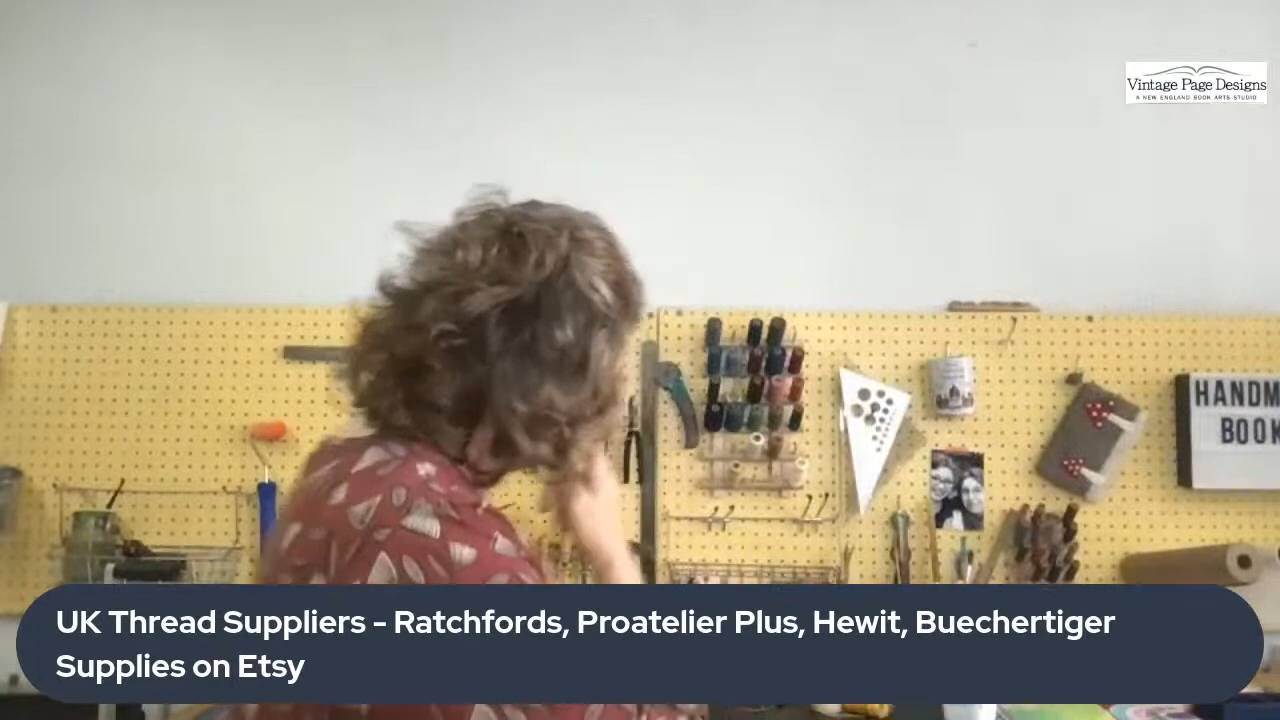 Vintage Page Designs
A NEW ENGLAND BOOK ARTS STUDIO
HANDM
BOOK
UK Thread Suppliers - Ratchfords, Proatelier Plus, Hewit, Buechertiger
Supplies on Etsy